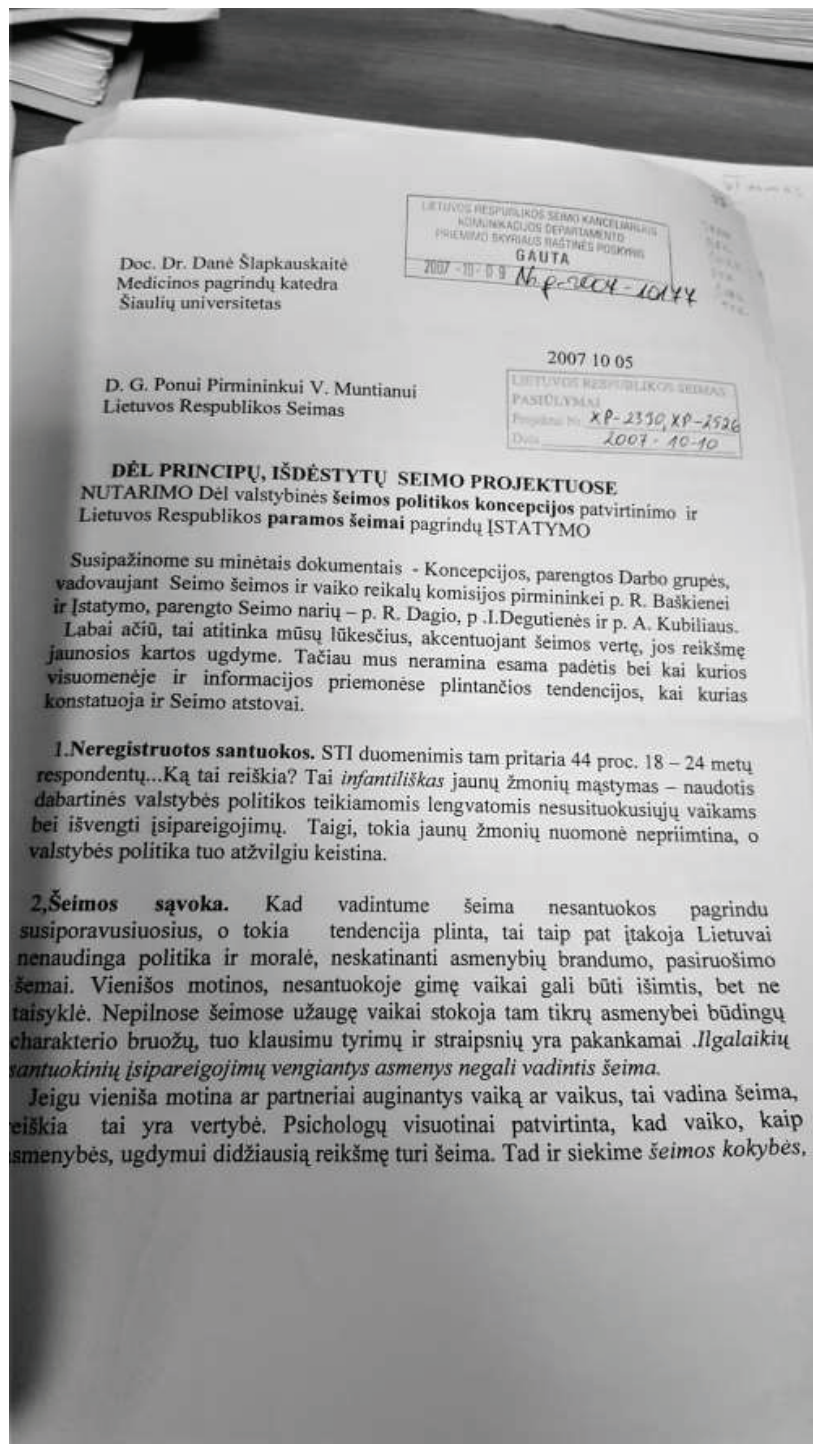 LIETUVOS RESPUBLIKOS SEIMO KANCELIARIJOS
KOMUNIKACIJOS DEPARTAMENTO
PRIĖMIMO SKYRIAUS RAŠTINĖS POSKYRIS
GAUTA
2007 -10- 0 9 Nr g-2007-10177
Doc. Dr. Danė Šlapkauskaitė
Medicinos pagrindų katedra
Šiaulių universitetas
2007 10 05
D. G. Ponui Pirmininkui V. Muntianui
Lietuvos Respublikos Seimas
LIETUVOS RESPUBLIKOS SEIMAS
PASIŪLYMAI
Projektai Nr. XP-2330, XP-2526
Data 2007-10-10
DĖL PRINCIPŲ, IŠDĖSTYTŲ SEIMO PROJEKTUOSE
NUTARIMO Dėl valstybinės šeimos politikos koncepcijos patvirtinimo ir
Lietuvos Respublikos paramos šeimai pagrindų ĮSTATYMO
Susipažinome su minėtais dokumentais - Koncepcijos, parengtos Darbo grupės,
vadovaujant Seimo šeimos ir vaiko reikalų komisijos pirmininkei p. R. Baškienei
ir Įstatymo, parengto Seimo narių – p. R. Dagio, p .I.Degutienės ir p. A. Kubiliaus.
Labai ačiū, tai atitinka mūsų lūkesčius, akcentuojant šeimos vertę, jos reikšmę
jaunosios kartos ugdyme. Tačiau mus neramina esama padėtis bei kai kurios
visuomenėje ir informacijos priemonėse plintančios tendencijos, kai kurias
konstatuoja ir Seimo atstovai.
1.Neregistruotos santuokos. STI duomenimis tam pritaria 44 proc. 18 – 24 metų
respondentų...Ką tai reiškia? Tai infantiliškas jaunų žmonių mąstymas – naudotis
dabartinės valstybės politikos teikiamomis lengvatomis nesusituokusiųjų vaikams
bei išvengti įsipareigojimų. Taigi, tokia jaunų žmonių nuomonė nepriimtina, o
valstybės politika tuo atžvilgiu keistina.
2,Šeimos sąvoka. Kad vadintume šeima nesantuokos pagrindu
susiporavusiuosius, o tokia tendencija plinta, tai taip pat įtakoja Lietuvai
nenaudinga politika ir moralė, neskatinanti asmenybių brandumo, pasiruošimo
šemai. Vienišos motinos, nesantuokoje gimę vaikai gali būti išimtis, bet ne
taisyklė. Nepilnose šeimose užaugę vaikai stokoja tam tikrų asmenybei būdingų
charakterio bruožų, tuo klausimu tyrimų ir straipsnių yra pakankamai .Ilgalaikių
santuokinių įsipareigojimų vengiantys asmenys negali vadintis šeima.
Jeigu vieniša motina ar partneriai auginantys vaiką ar vaikus, tai vadina šeima,
eiškia tai yra vertybė. Psichologų visuotinai patvirtinta, kad vaiko, kaip
asmenybės, ugdymui didžiausią reikšmę turi šeima. Tad ir siekime šeimos kokybės,